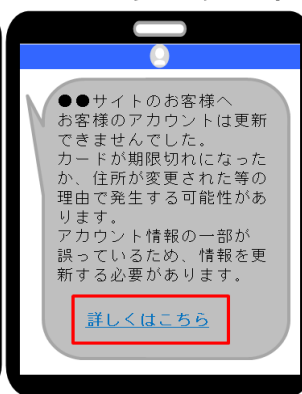 ●●サイトのお客様へ
お客様のアカウントは更新
できませんでした。
カードが期限切れになった
か、住所が変更された等の
理由で発生する可能性があ
ります。
アカウント情報の一部が
誤っているため、情報を更
新する必要があります。
詳しくはこちら